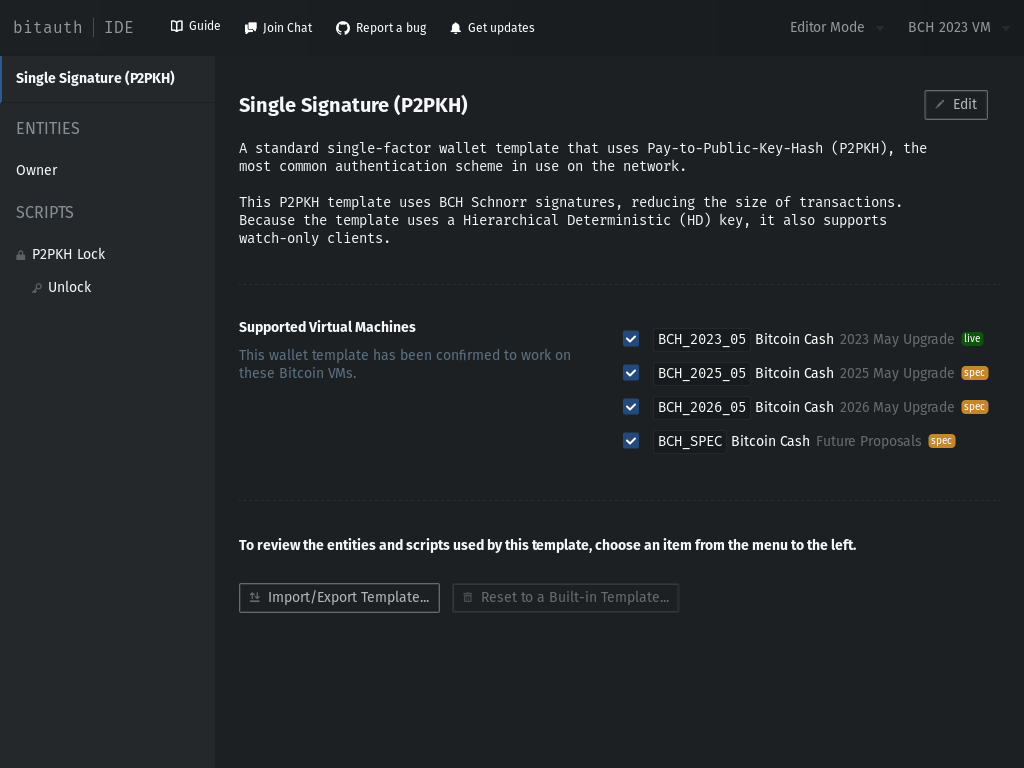 bitauth | IDE
Guide
Join Chat
Report a bug
Get updates
Editor Mode
BCH 2023 VM
Single Signature (P2PKH)
ENTITIES
Owner
SCRIPTS
P2PKH Lock
Unlock
Single Signature (P2PKH)
Edit
A standard single-factor wallet template that uses Pay-to-Public-Key-Hash (P2PKH), the
most common authentication scheme in use on the network.
This P2PKH template uses BCH Schnorr signatures, reducing the size of transactions.
Because the template uses a Hierarchical Deterministic (HD) key, it also supports
watch-only clients.
Supported Virtual Machines
This wallet template has been confirmed to work on
these Bitcoin VMs.
BCH_2023_05 Bitcoin Cash 2023 May Upgrade live
BCH_2025_05 Bitcoin Cash 2025 May Upgrade spec
BCH_2026_05 Bitcoin Cash 2026 May Upgrade spec
BCH_SPEC Bitcoin Cash Future Proposals spec
To review the entities and scripts used by this template, choose an item from the menu to the left.
Import/Export Template...
Reset to a Built-in Template...